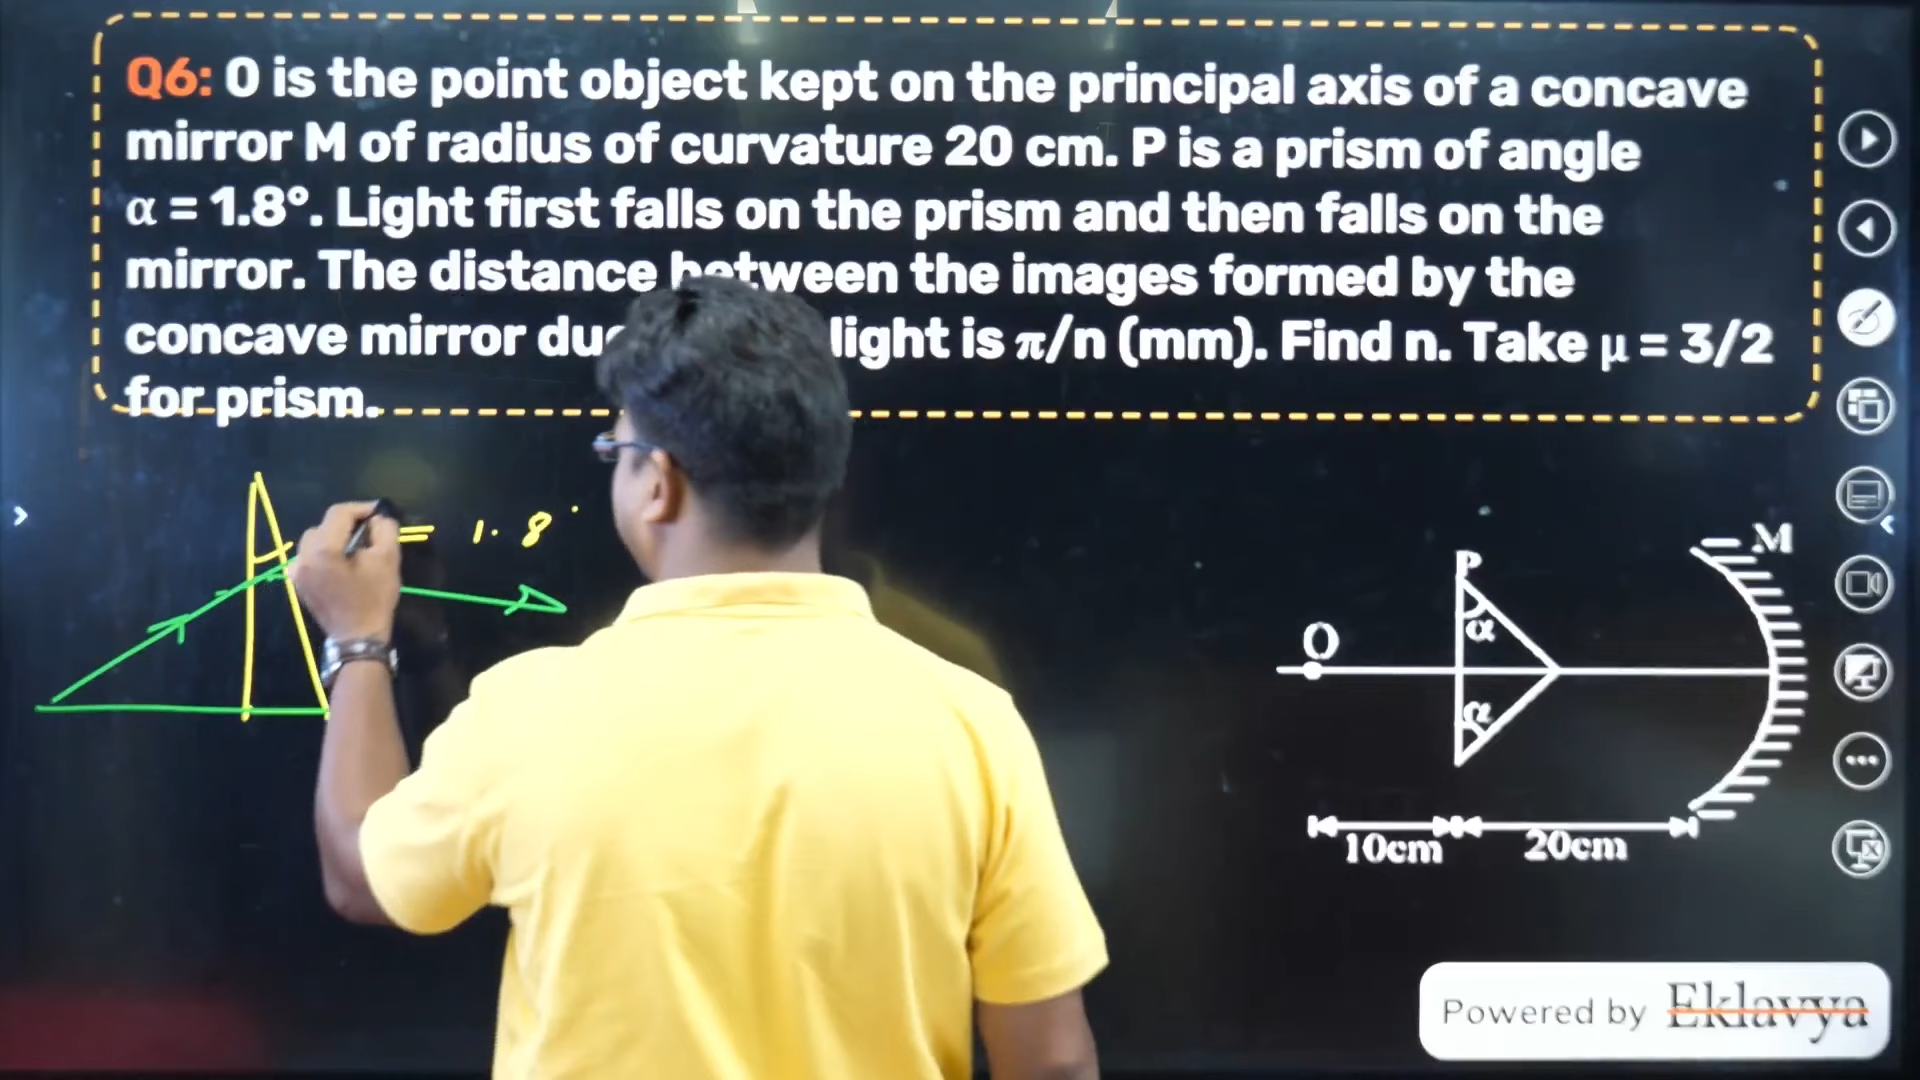 Q6: O is the point object kept on the principal axis of a concave
mirror M of radius of curvature 20 cm. P is a prism of angle
α = 1.8°. Light first falls on the prism and then falls on the
mirror. The distance between the images formed by the
concave mirror du light is π/n (mm). Find n. Take μ = 3/2
for prism.
= 1.8°
M
P
α
O
α
10cm 20cm
Powered by Eklavya